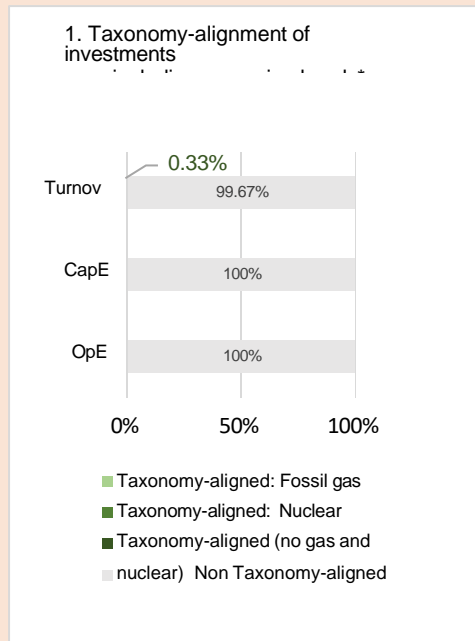 1. Taxonomy-alignment of
investments
0.33%
Turnov
99.67%
CapE
100%
OpE
100%
0% 50% 100%
Taxonomy-aligned: Fossil gas
Taxonomy-aligned: Nuclear
Taxonomy-aligned (no gas and
nuclear) Non Taxonomy-aligned